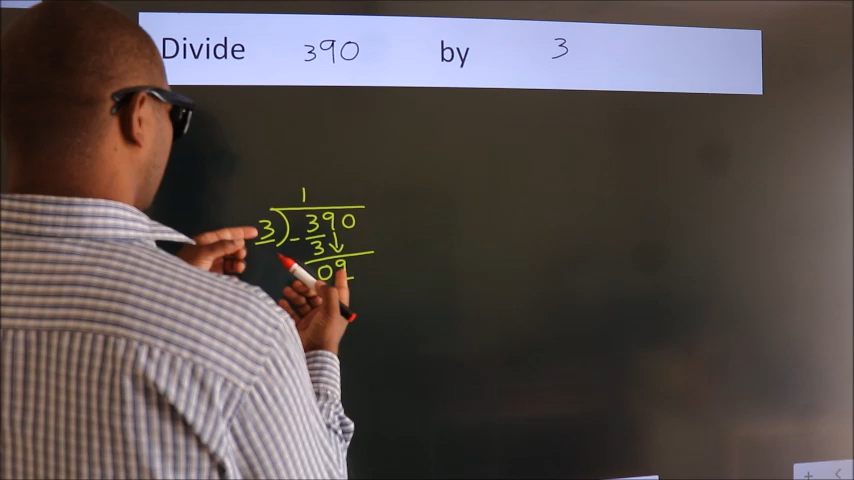 Divide 390 by 3
1
3 ) 390
- 3 ↓
09